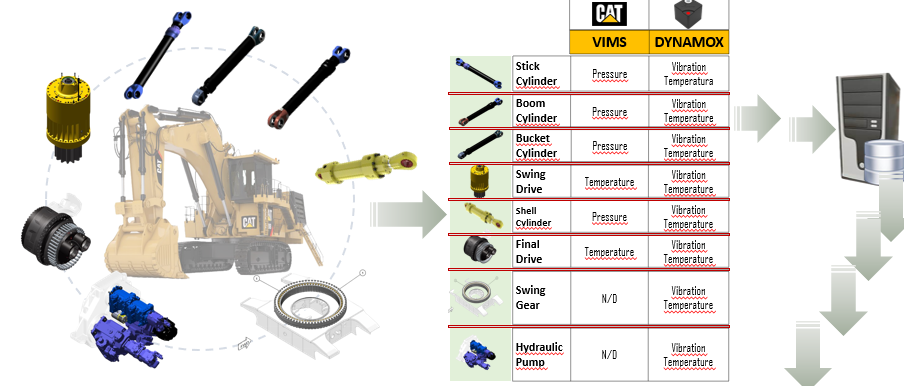 CAT
VIMS
DYNAMOX
Stick
Cylinder
Pressure
Vibration
Temperatura
Boom
Cylinder
Pressure
Vibration
Temperature
Bucket
Cylinder
Pressure
Vibration
Temperature
Swing
Drive
Temperature
Vibration
Temperature
Shell
Cylinder
Pressure
Vibration
Temperature
Final
Drive
Temperature
Vibration
Temperature
Swing
Gear
N/D
Vibration
Temperature
Hydraulic
Pump
N/D
Vibration
Temperature
CAT
CAT